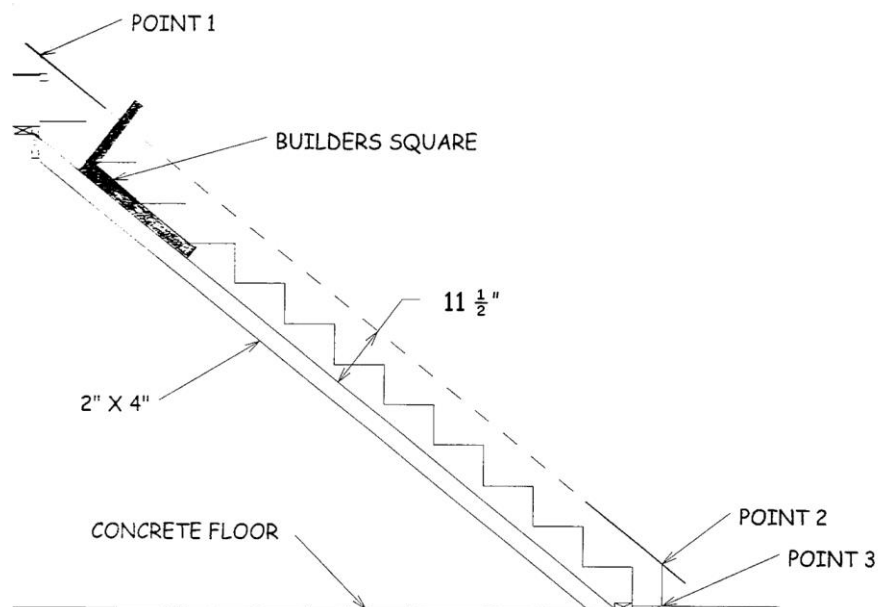 POINT 1
BUILDERS SQUARE
11 1/2"
2" X 4"
CONCRETE FLOOR
POINT 2
POINT 3